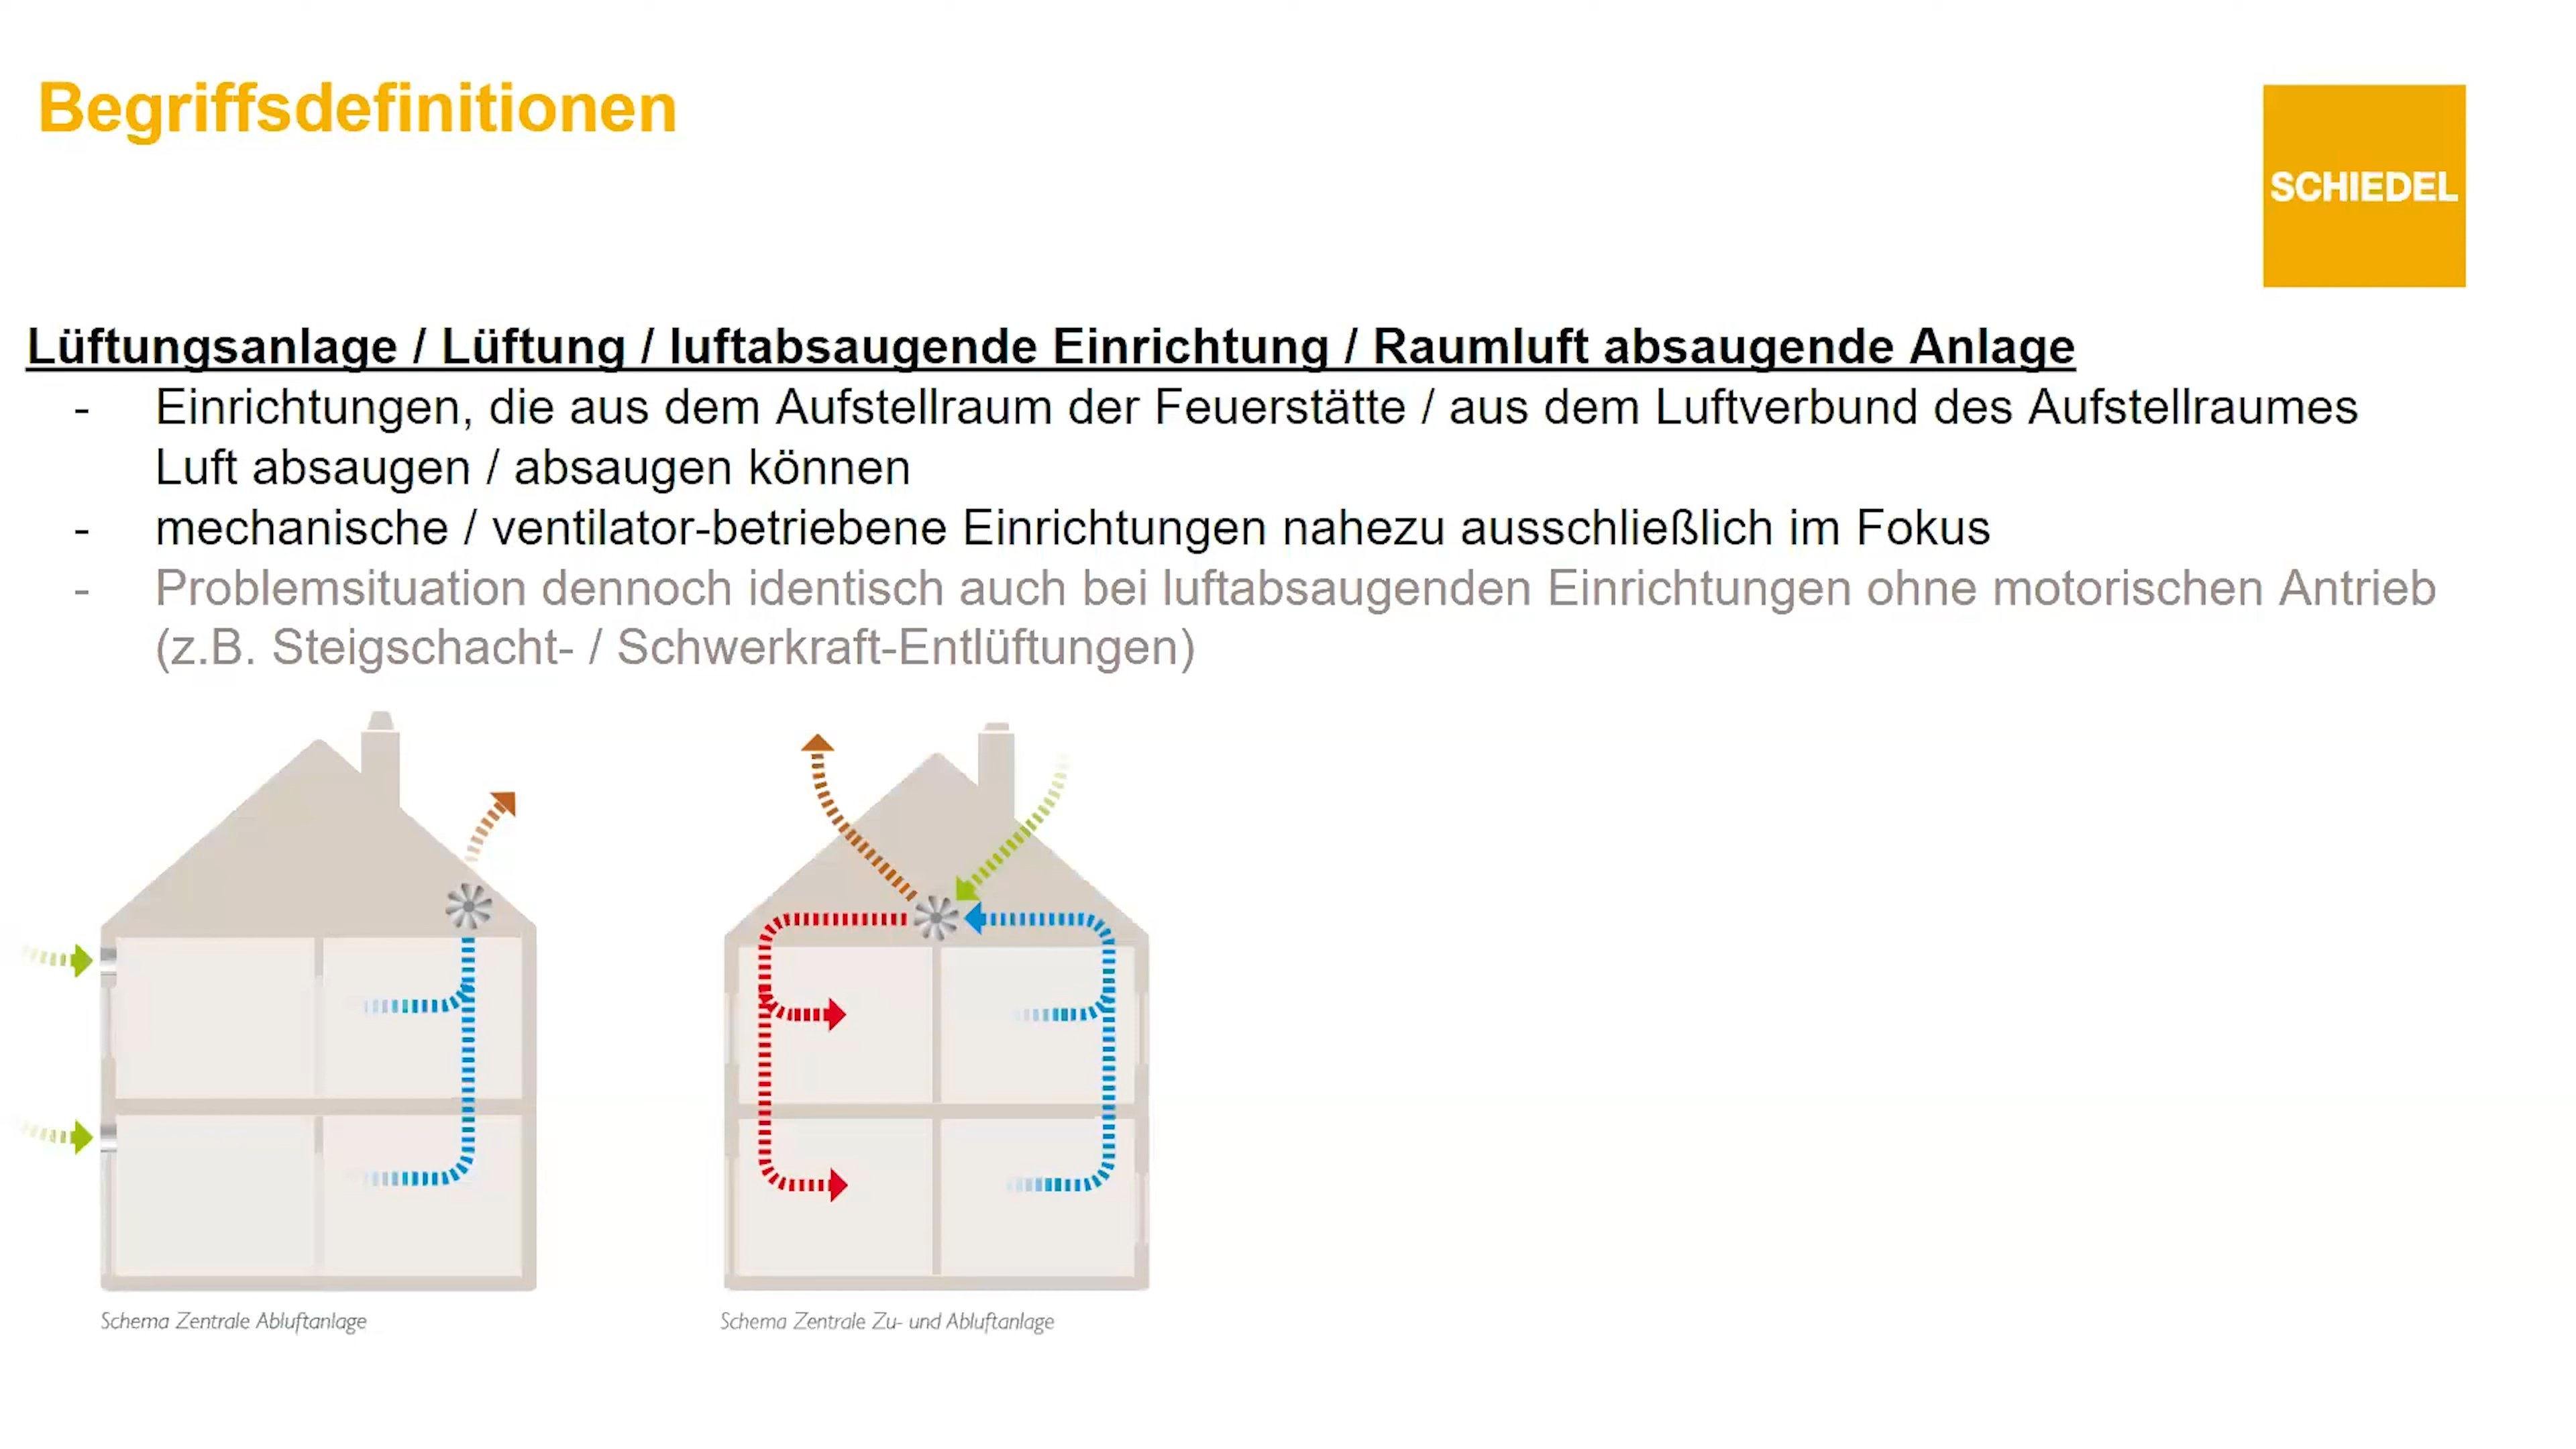 Begriffsdefinitionen
SCHIEDEL
Lüftungsanlage / Lüftung / luftabsaugende Einrichtung / Raumluft absaugende Anlage
- Einrichtungen, die aus dem Aufstellraum der Feuerstätte / aus dem Luftverbund des Aufstellraumes
Luft absaugen / absaugen können
- mechanische / ventilator-betriebene Einrichtungen nahezu ausschließlich im Fokus
- Problemsituation dennoch identisch auch bei luftabsaugenden Einrichtungen ohne motorischen Antrieb
(z.B. Steigschacht- / Schwerkraft-Entlüftungen)
Schema Zentrale Abluftanlage
Schema Zentrale Zu- und Abluftanlage